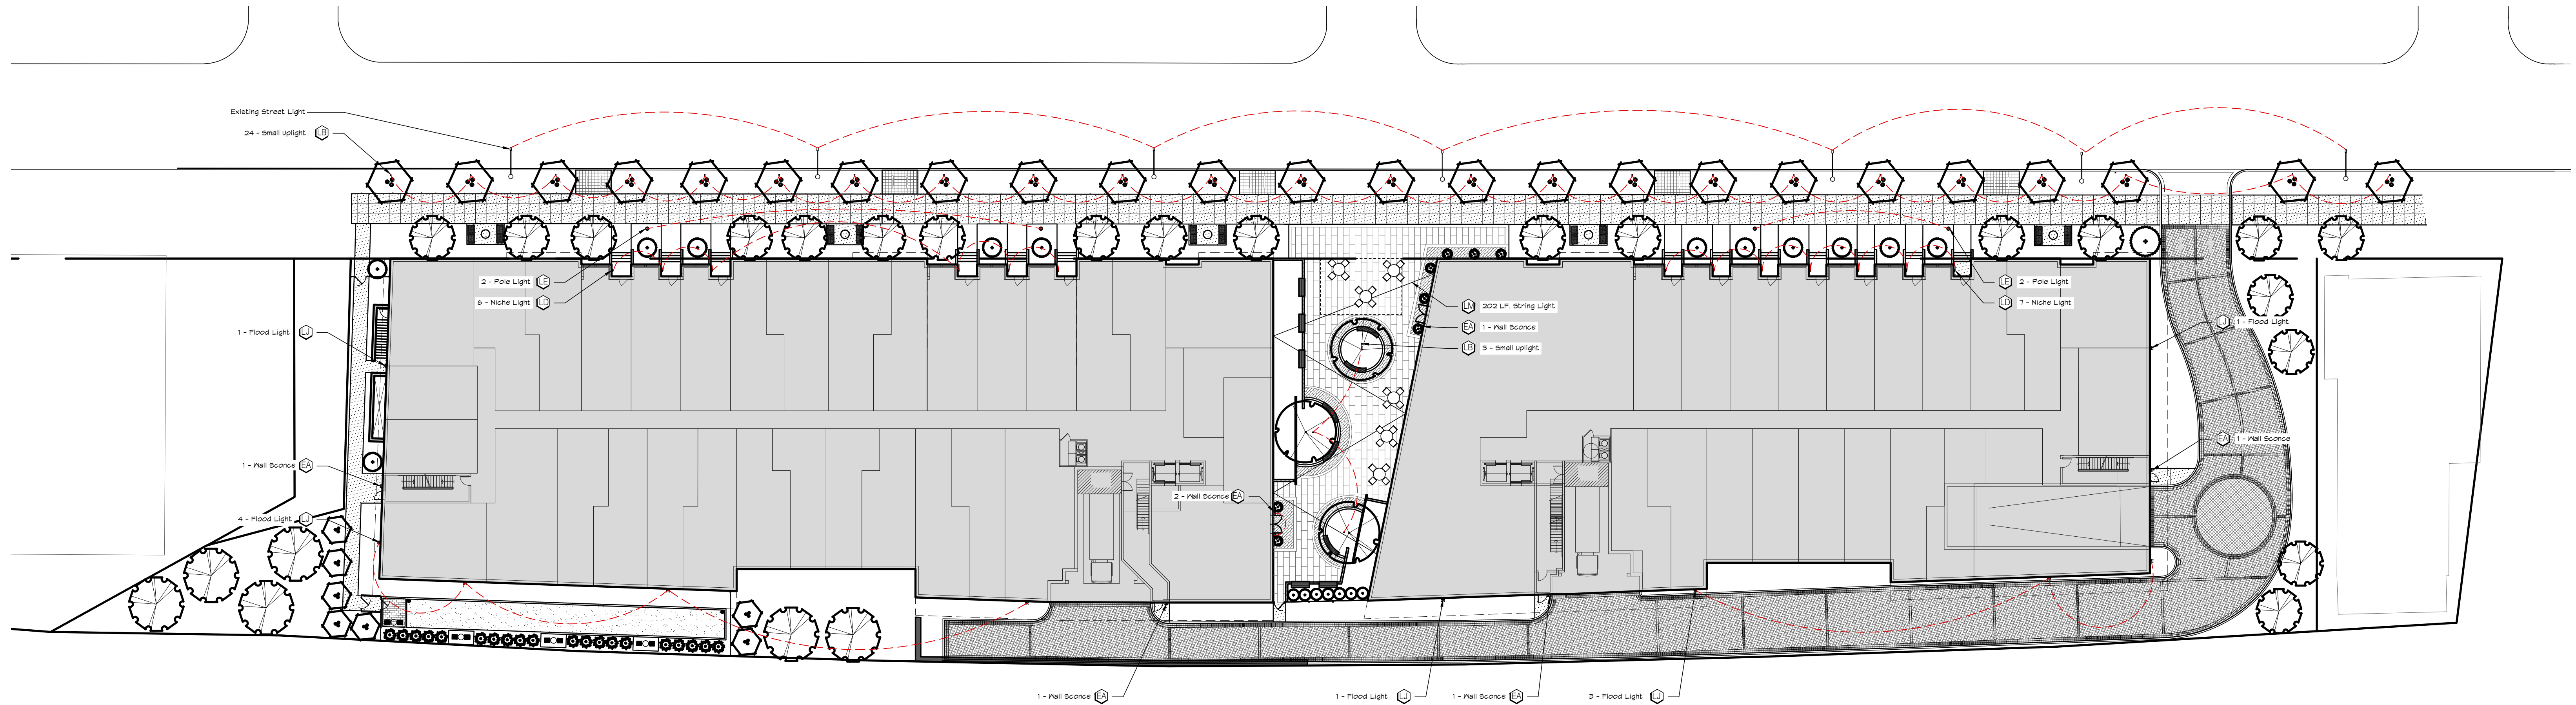 Existing Street Light
24 - Small Uplight LB
2 - Pole Light LE
6 - Niche Light LD
1 - Flood Light LJ
1 - Wall Sconce EA
4 - Flood Light LJ
LM 202 LF. String Light
EA 1 - Wall Sconce
LB 3 - Small Uplight
2 - Wall Sconce EA
LE 2 - Pole Light
LD 7 - Niche Light
LJ 1 - Flood Light
EA 1 - Wall Sconce
1 - Wall Sconce EA
1 - Flood Light LJ
1 - Wall Sconce EA
3 - Flood Light LJ